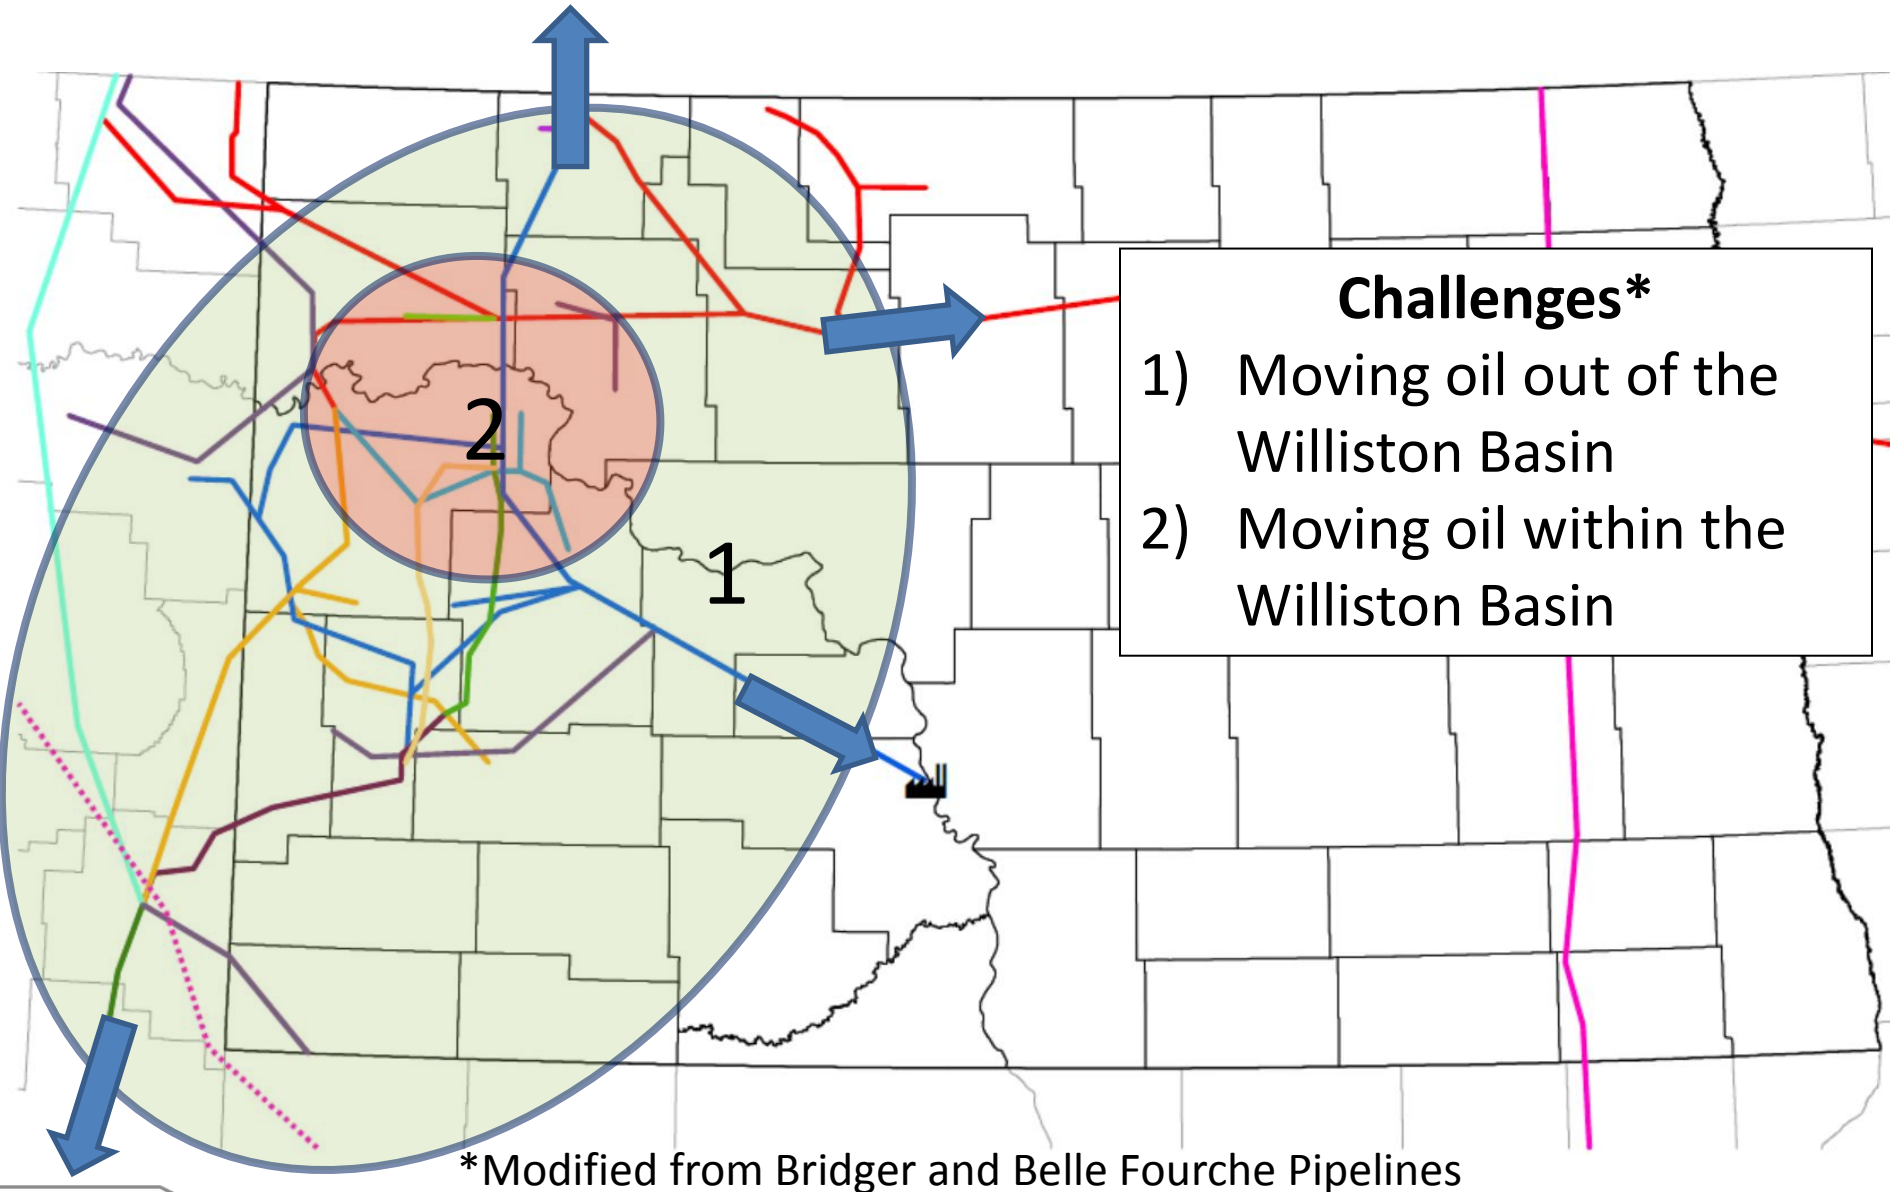 Challenges*
1) Moving oil out of the
Williston Basin
2) Moving oil within the
Williston Basin
2
1
*Modified from Bridger and Belle Fourche Pipelines